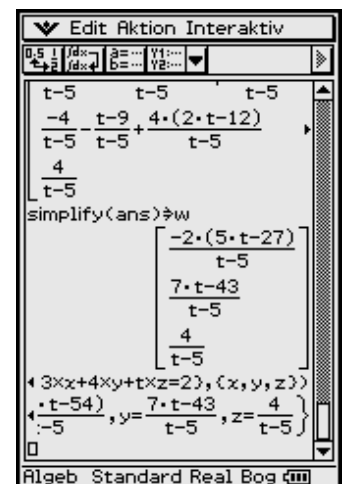 Edit Aktion Interaktiv
t-5 t-5 t-5
-4/t-5 - t-9/t-5 + 4·(2·t-12)/t-5
4/t-5
simplify(ans)⇒w
[-2·(5·t-27)/t-5
7·t-43/t-5
4/t-5]
3×x+4×y+t×z=2},{x,y,z})
·t-54)/:-5 ,y=7·t-43/t-5 ,z=4/t-5}
Algeb Standard Real Bog